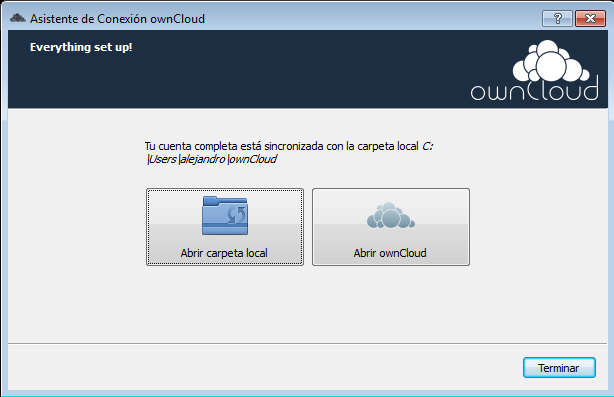 Asistente de Conexión ownCloud
?
Everything set up!
ownCloud
Tu cuenta completa está sincronizada con la carpeta local C:
\Users\alejandro\ownCloud
Abrir carpeta local
Abrir ownCloud
Terminar